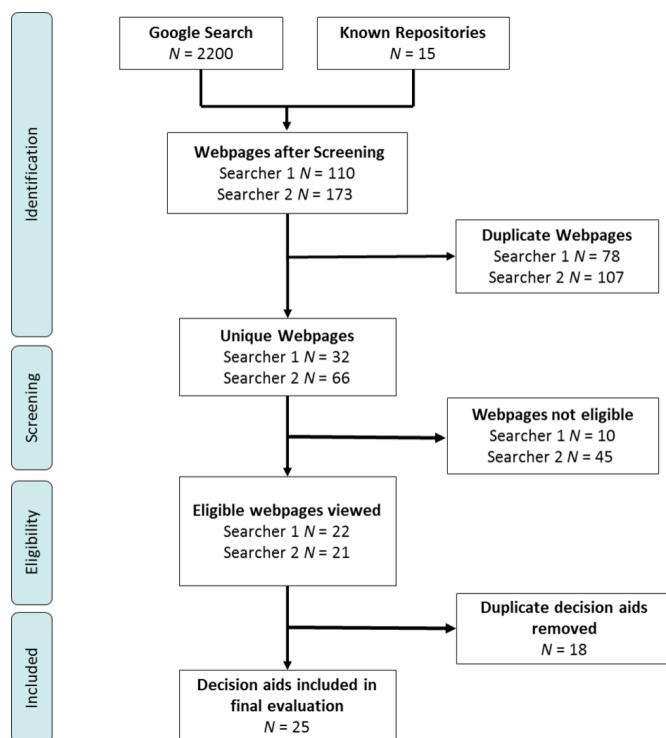 Google Search
N = 2200
Known Repositories
N = 15
Identification
Webpages after Screening
Searcher 1 N = 110
Searcher 2 N = 173
Duplicate Webpages
Searcher 1 N = 78
Searcher 2 N = 107
Unique Webpages
Searcher 1 N = 32
Searcher 2 N = 66
Screening
Webpages not eligible
Searcher 1 N = 10
Searcher 2 N = 45
Eligibility
Eligible webpages viewed
Searcher 1 N = 22
Searcher 2 N = 21
Duplicate decision aids
removed
N = 18
Included
Decision aids included in
final evaluation
N = 25